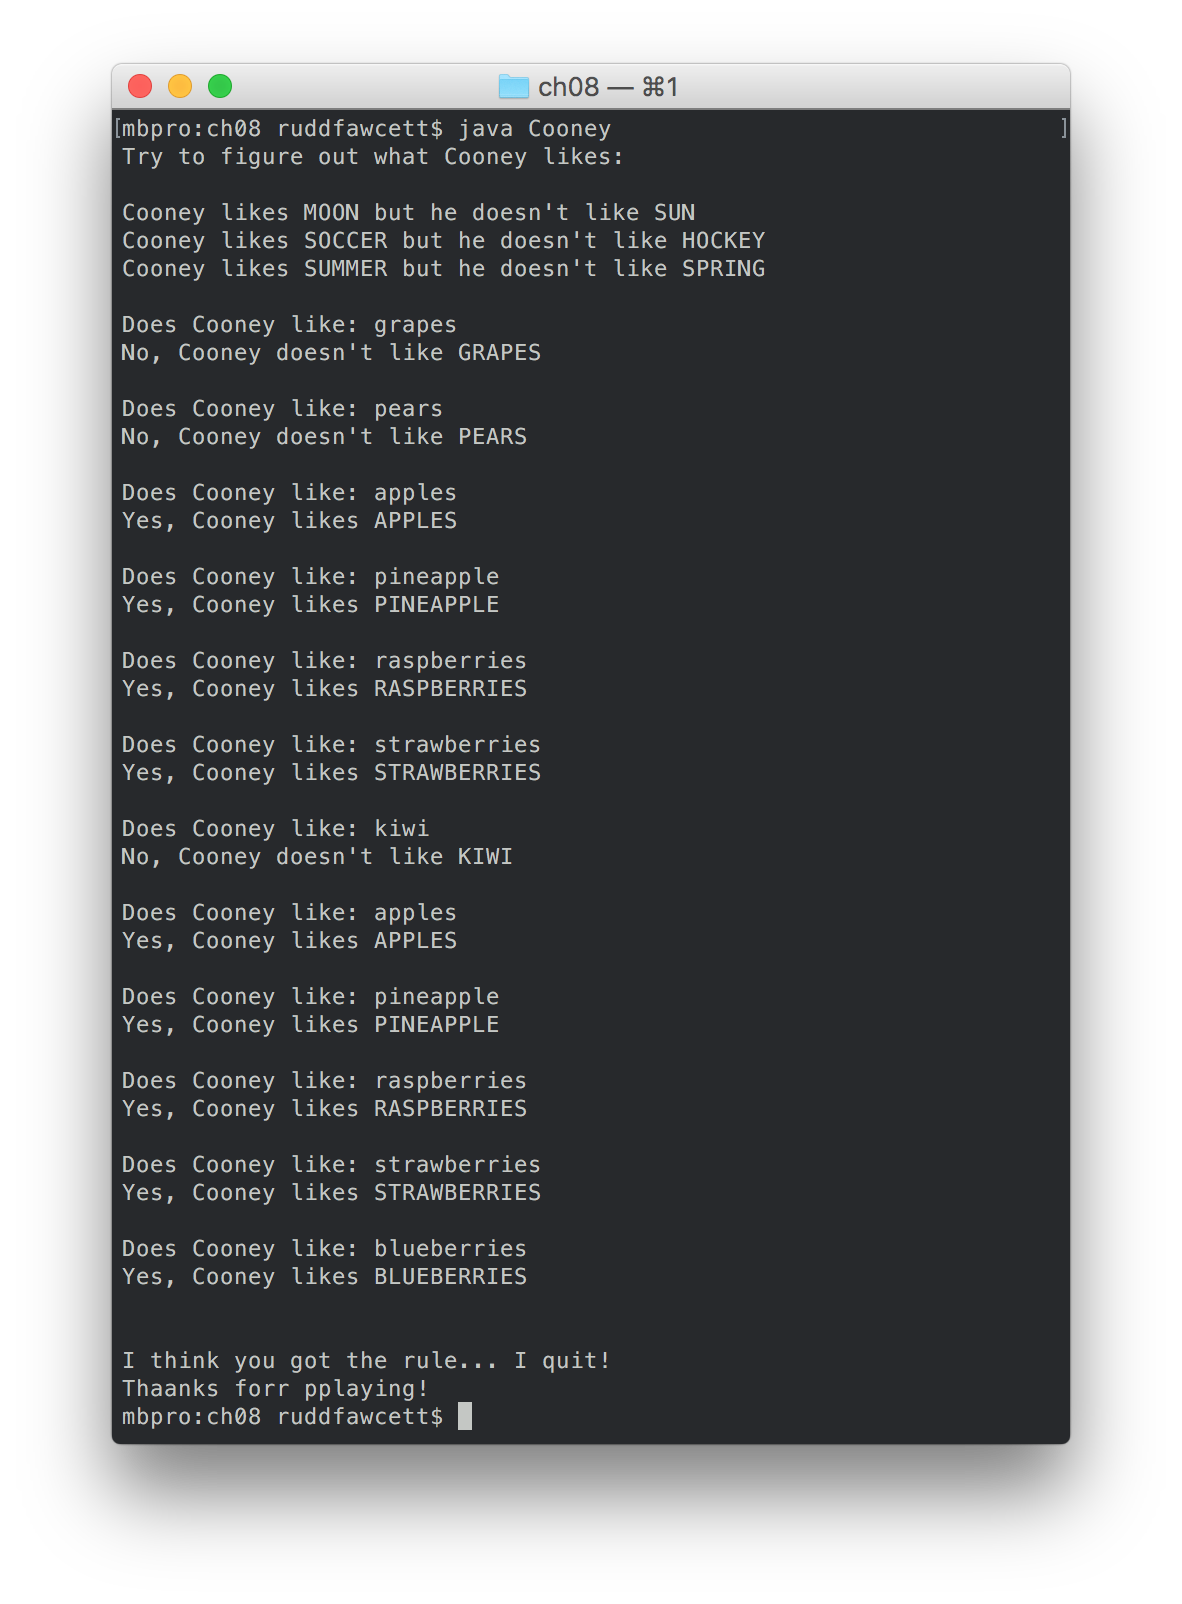 ch08 — ⌘1
[mbpro:ch08 ruddfawcett$ java Cooney ]
Try to figure out what Cooney likes:
Cooney likes MOON but he doesn't like SUN
Cooney likes SOCCER but he doesn't like HOCKEY
Cooney likes SUMMER but he doesn't like SPRING
Does Cooney like: grapes
No, Cooney doesn't like GRAPES
Does Cooney like: pears
No, Cooney doesn't like PEARS
Does Cooney like: apples
Yes, Cooney likes APPLES
Does Cooney like: pineapple
Yes, Cooney likes PINEAPPLE
Does Cooney like: raspberries
Yes, Cooney likes RASPBERRIES
Does Cooney like: strawberries
Yes, Cooney likes STRAWBERRIES
Does Cooney like: kiwi
No, Cooney doesn't like KIWI
Does Cooney like: apples
Yes, Cooney likes APPLES
Does Cooney like: pineapple
Yes, Cooney likes PINEAPPLE
Does Cooney like: raspberries
Yes, Cooney likes RASPBERRIES
Does Cooney like: strawberries
Yes, Cooney likes STRAWBERRIES
Does Cooney like: blueberries
Yes, Cooney likes BLUEBERRIES
I think you got the rule... I quit!
Thaanks forr pplaying!
mbpro:ch08 ruddfawcett$